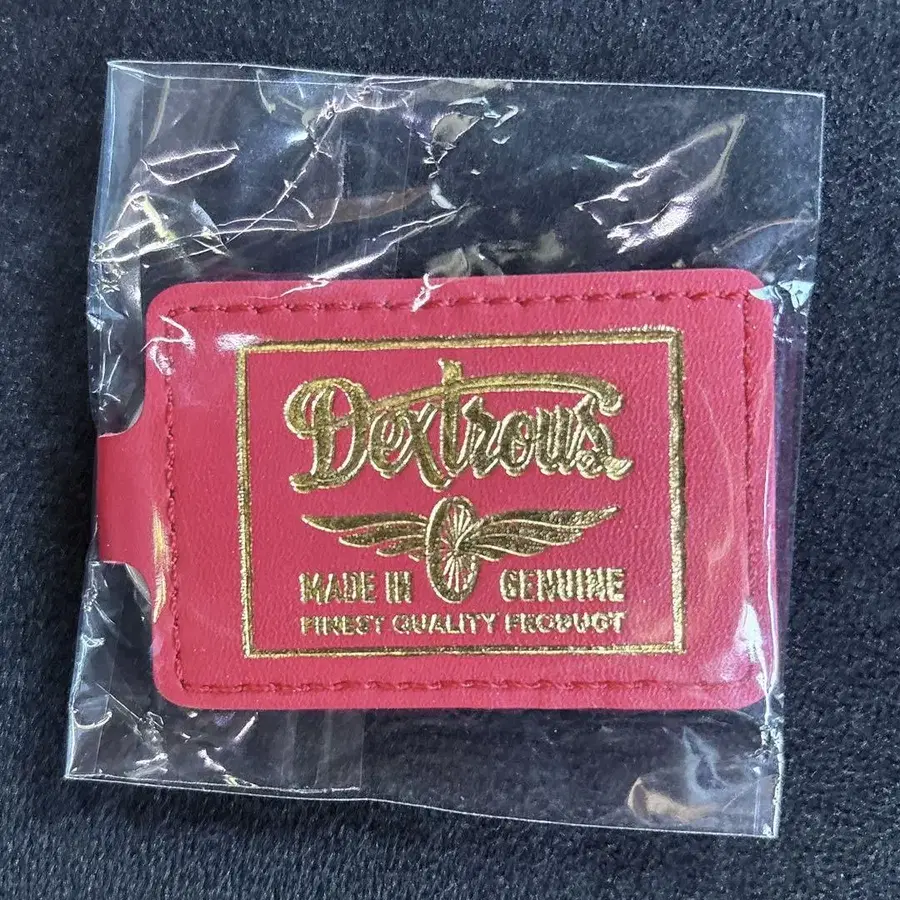 Dextrous
MADE IN GENUINE
FINEST QUALITY PRODUCT